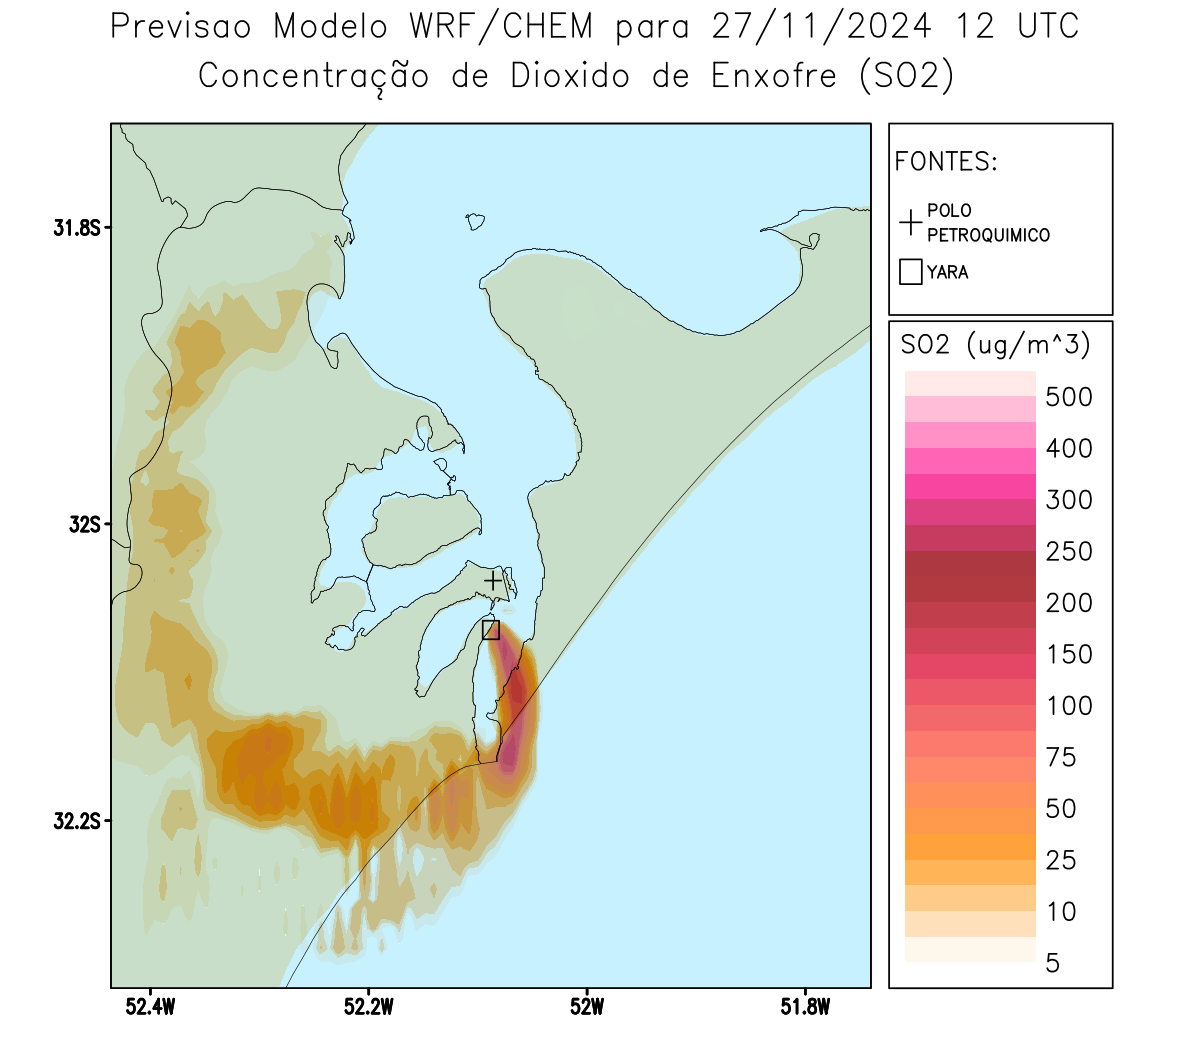 Previsao Modelo WRF/CHEM para 27/11/2024 12 UTC
Concentração de Dioxido de Enxofre (SO2)
FONTES:
POLO
PETROQUIMICO
YARA
31.8S
32S
32.2S
52.4W
52.2W
52W
51.8W
SO2 (ug/m^3)
500
400
300
250
200
150
100
75
50
25
10
5